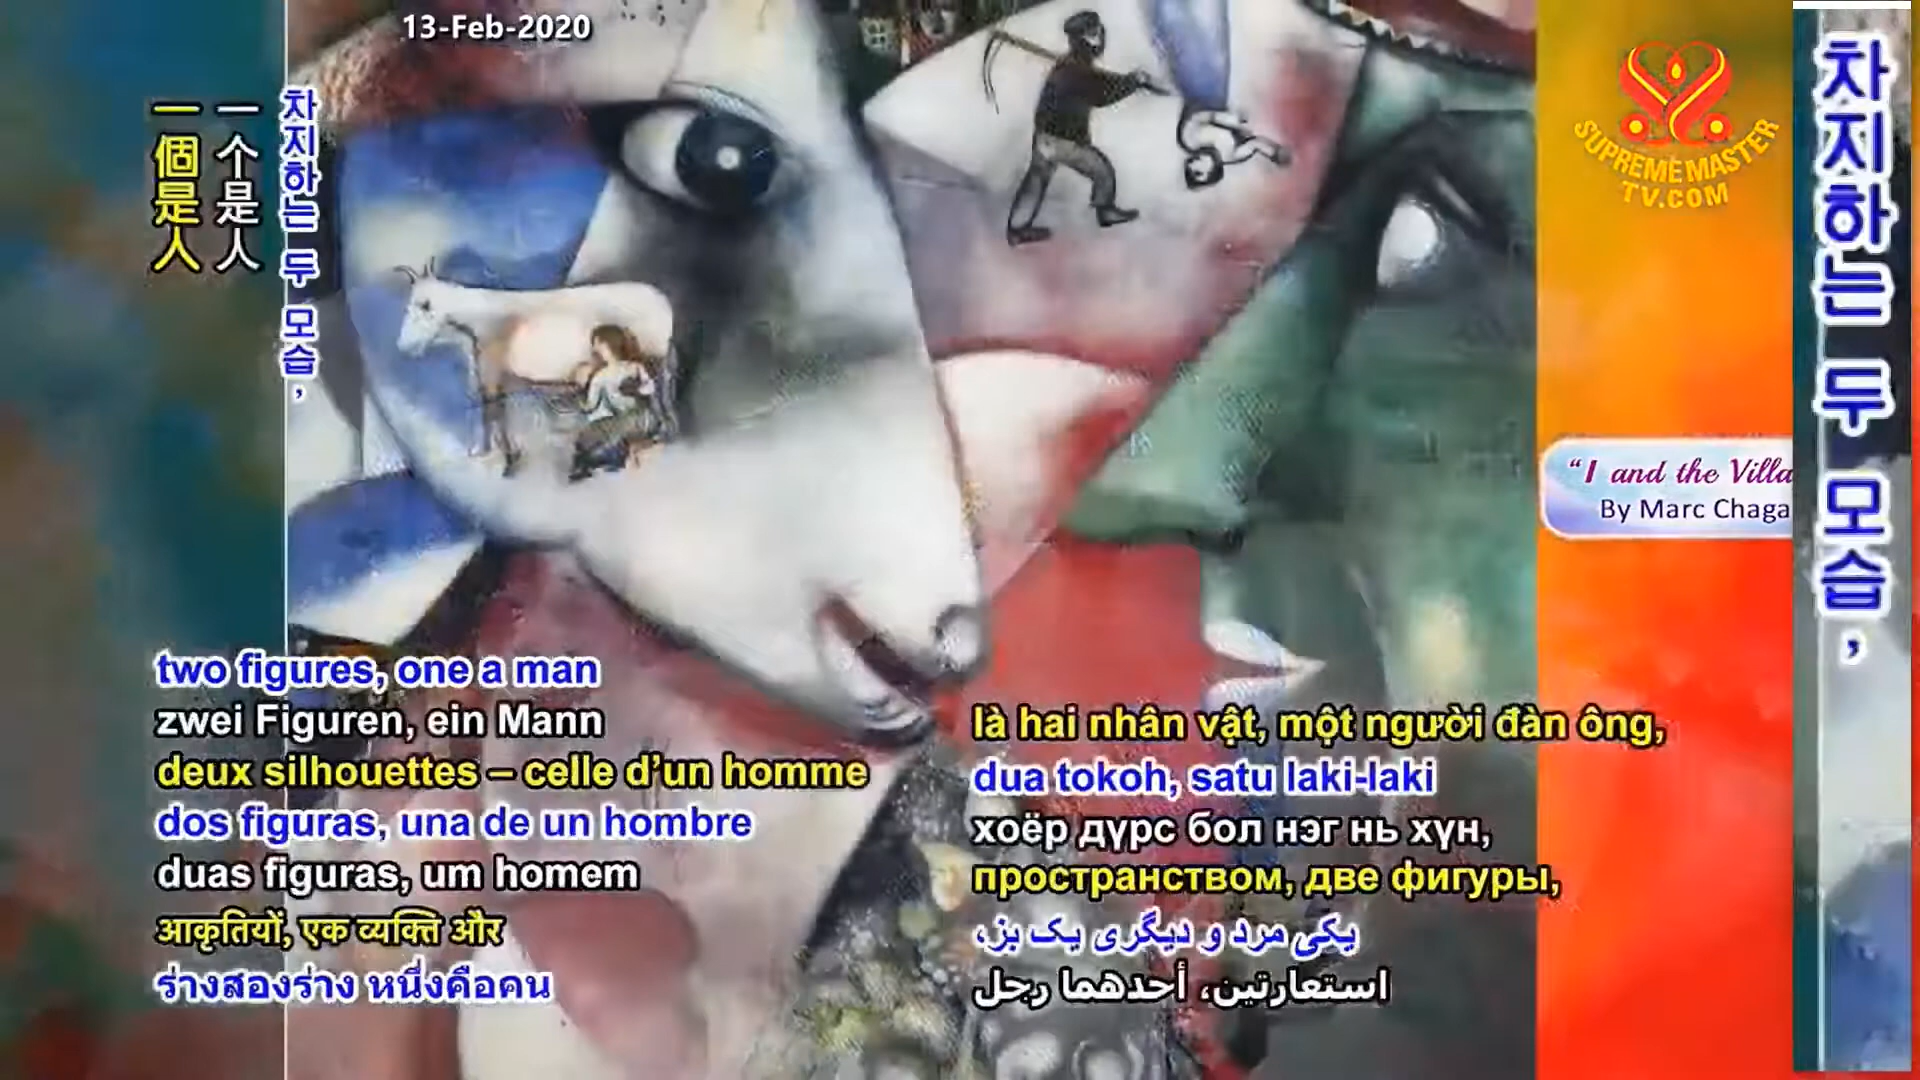 13-Feb-2020
一個是人
一个是人
차지하는 두 모습,
two figures, one a man
zwei Figuren, ein Mann
deux silhouettes – celle d’un homme
dos figuras, una de un hombre
duas figuras, um homem
आकृतियों, एक व्यक्ति और
ร่างสองร่าง หนึ่งคือคน
là hai nhân vật, một người đàn ông,
dua tokoh, satu laki-laki
хоёр дүрс бол нэг нь хүн,
пространством, две фигуры,
یکی مرد و دیگری یک بز،
استعارتين، أحدهما رجل
SUPREME MASTER
TV.COM
“I and the Villa
By Marc Chaga
차지하는 두 모습,